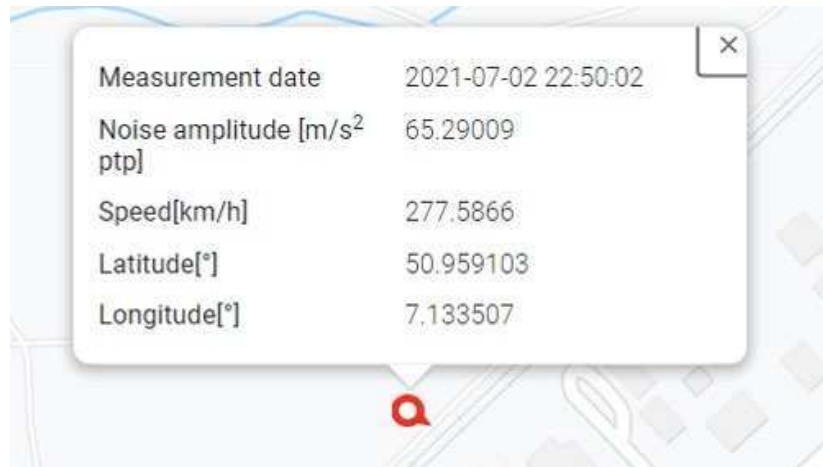 Measurement date 2021-07-02 22:50:02
Noise amplitude [m/s² 65.29009
ptp]
Speed[km/h] 277.5866
Latitude[°] 50.959103
Longitude[°] 7.133507